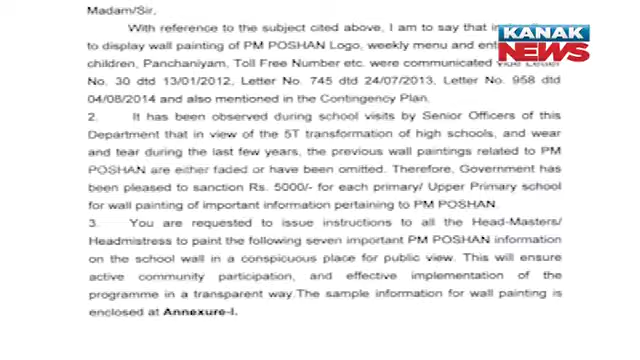 Madam/Sir,
With reference to the subject cited above, I am to say that in
KANAK
NEWS
to display wall painting of PM POSHAN Logo, weekly menu and
children, Panchaniyam, Toll Free Number etc. were communicated vide Letter
No. 30 dtd 13/01/2012, Letter No. 745 dtd 24/07/2013, Letter No. 958 dtd
04/08/2014 and also mentioned in the Contingency Plan.
2. It has been observed during school visits by Senior Officers of this
Department that in view of the 5T transformation of high schools, and wear
and tear during the last few years, the previous wall paintings related to PM
POSHAN are either faded or have been omitted. Therefore, Government has
been pleased to sanction Rs. 5000/- for each primary/ Upper Primary school
for wall painting of important information pertaining to PM POSHAN.
3. You are requested to issue instructions to all the Head-Masters/
Headmistress to paint the following seven important PM POSHAN information
on the school wall in a conspicuous place for public view. This will ensure
active community participation, and effective implementation of the
programme in a transparent way.The sample information for wall painting is
enclosed at Annexure-I.